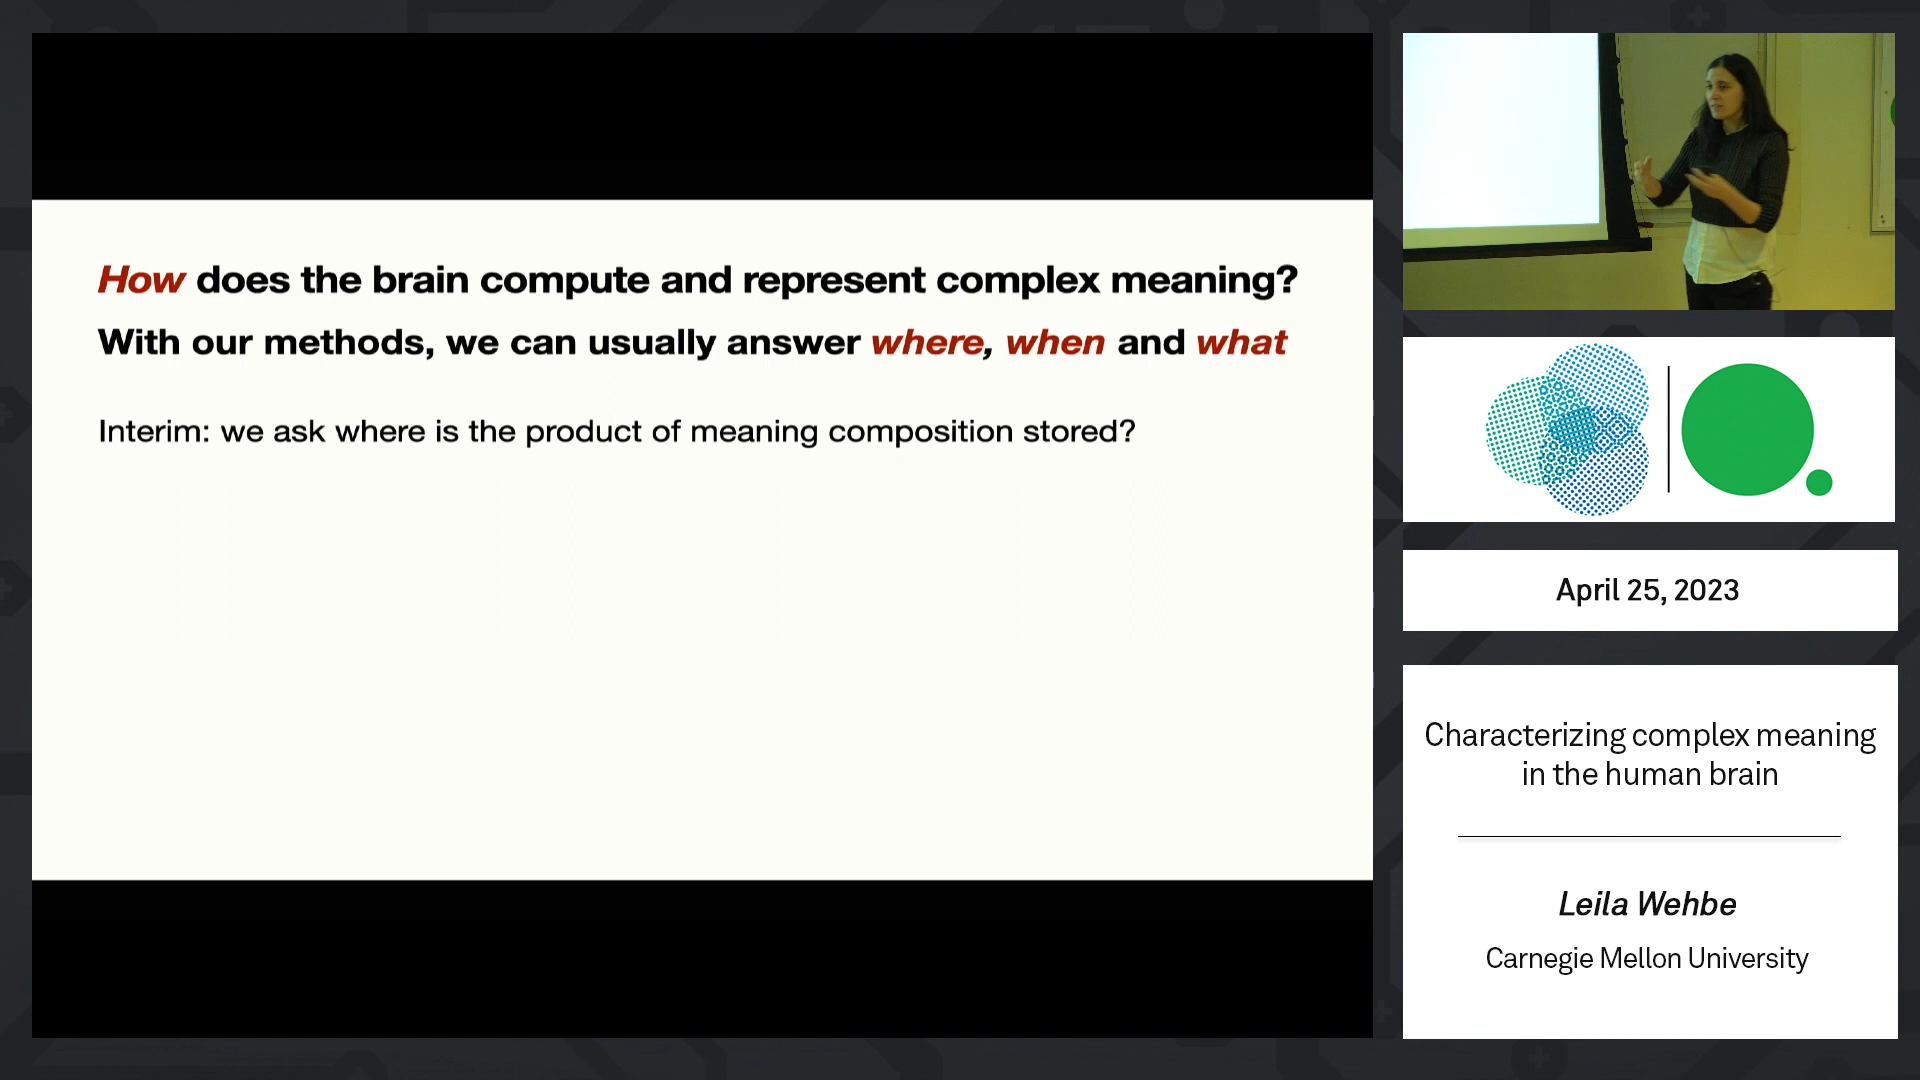 How does the brain compute and represent complex meaning?
With our methods, we can usually answer where, when and what
Interim: we ask where is the product of meaning composition stored?
April 25, 2023
Characterizing complex meaning
in the human brain
Leila Wehbe
Carnegie Mellon University